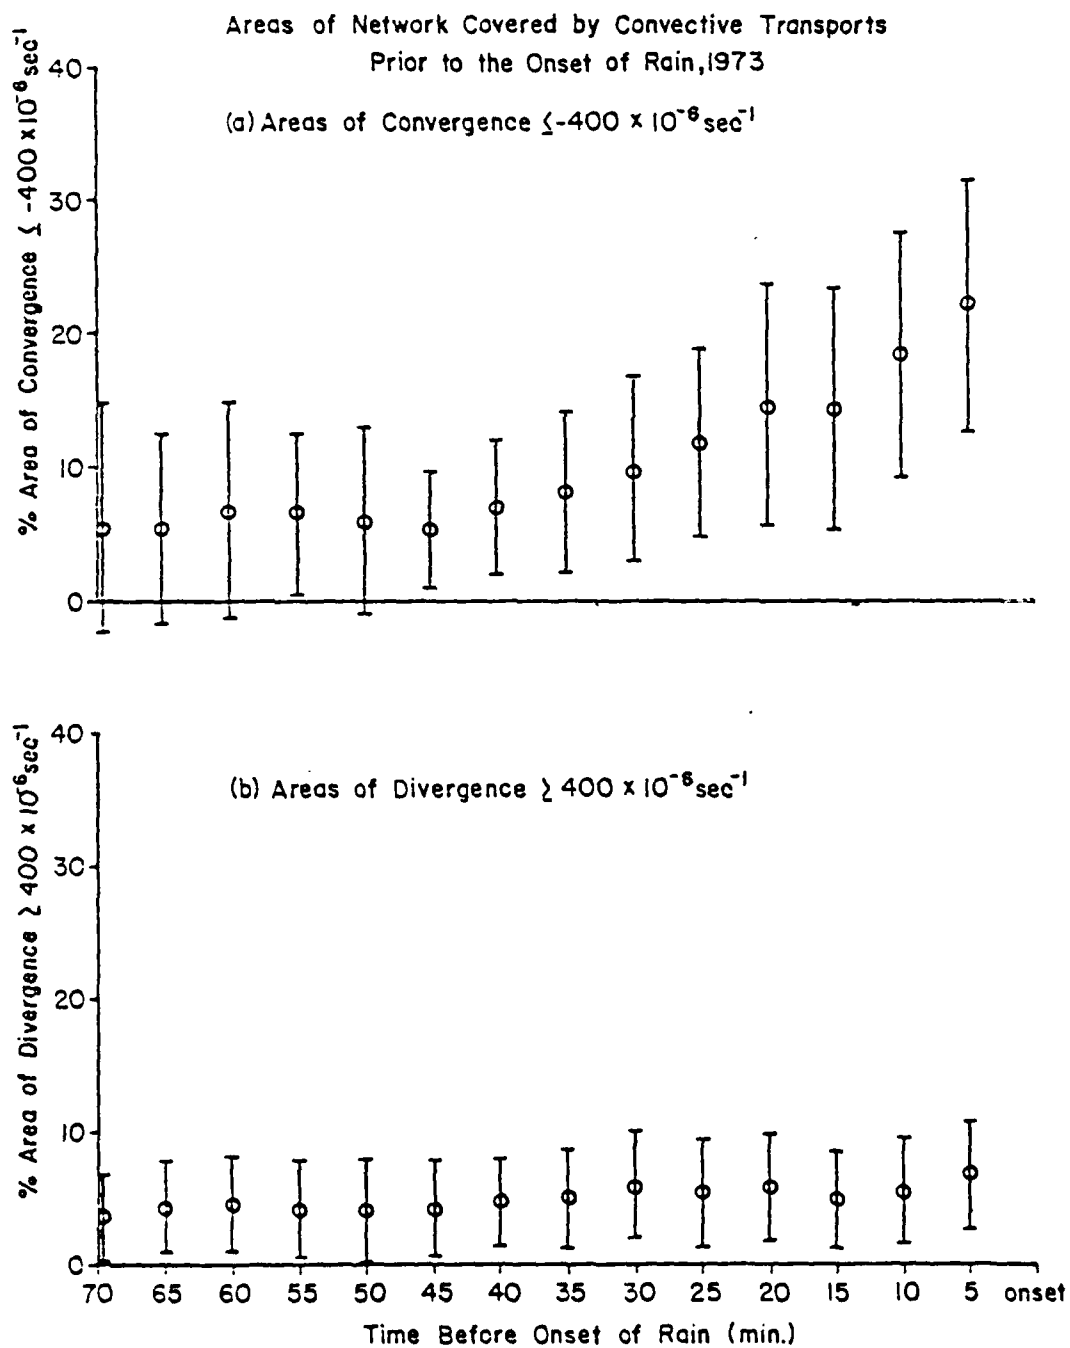 Areas of Network Covered by Convective Transports
Prior to the Onset of Rain, 1973
(a) Areas of Convergence ≤ -400 × 10⁻⁶ sec⁻¹
% Area of Convergence ≤ -400 × 10⁻⁶ sec⁻¹
40
30
20
10
0
(b) Areas of Divergence ≥ 400 × 10⁻⁶ sec⁻¹
% Area of Divergence ≥ 400 × 10⁻⁶ sec⁻¹
40
30
20
10
0
70 65 60 55 50 45 40 35 30 25 20 15 10 5 onset
Time Before Onset of Rain (min.)